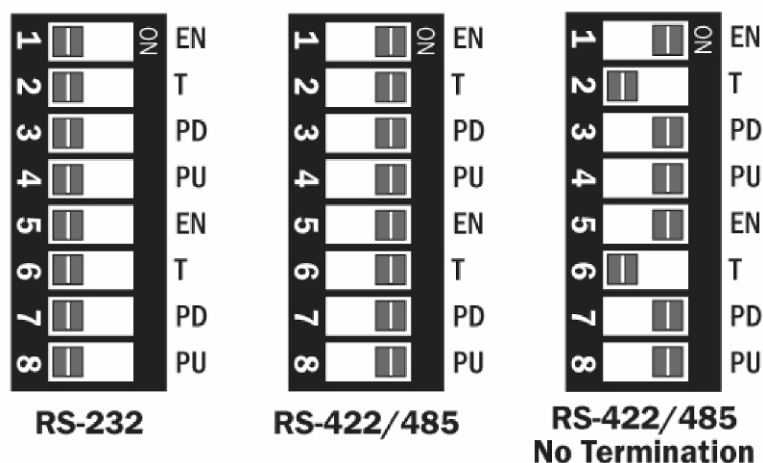 1 ON EN
2 T
3 PD
4 PU
5 EN
6 T
7 PD
8 PU
RS-232
1 ON EN
2 T
3 PD
4 PU
5 EN
6 T
7 PD
8 PU
RS-422/485
1 ON EN
2 T
3 PD
4 PU
5 EN
6 T
7 PD
8 PU
RS-422/485
No Termination